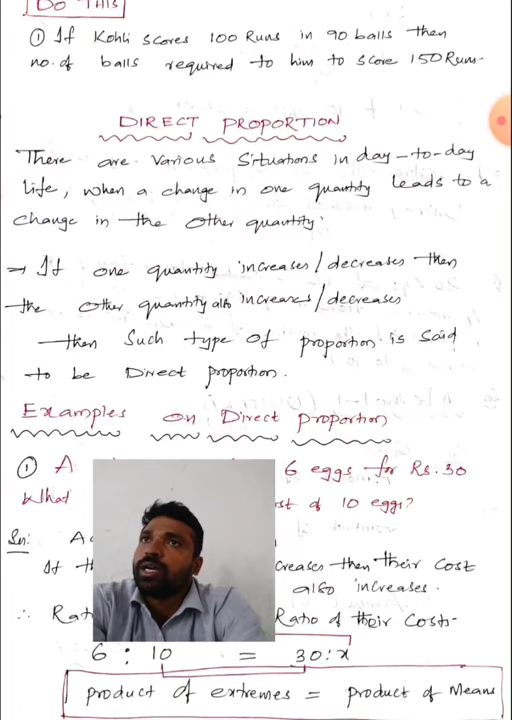 Do THIS
① If Kohli scores 100 Runs in 90 balls then
no. of balls required to him to score 150 Runs.
DIRECT PROPORTION
There are various situations in day-to-day
life, when a change in one quantity leads to a
change in the other quantity.
→ If one quantity increases/decreases then
the other quantity also increases/decreases
then Such type of proportion is said
to be Direct proportion.
Examples on Direct proportion
① A 6 eggs for Rs. 30
What of 10 eggs?
Sn:
If then their cost
also increases.
∴ Ratio of their Costs.
6 : 10 = 30 : x
product of extremes = product of Means